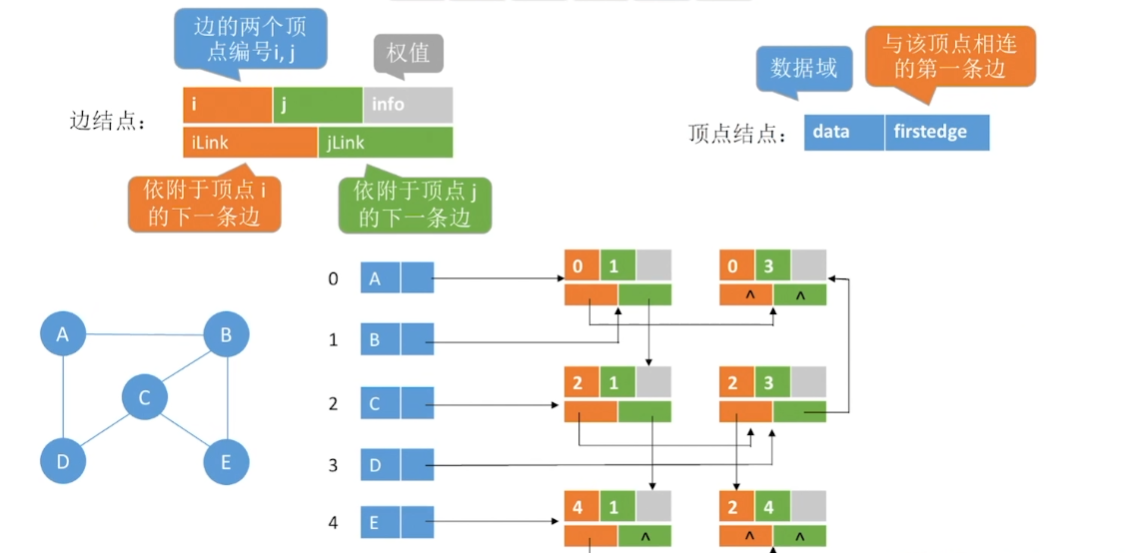 边的两个顶
点编号i, j
权值
数据域
与该顶点相连
的第一条边
边结点：
i j info
iLink jLink
顶点结点：
data firstedge
依附于顶点 i
的下一条边
依附于顶点 j
的下一条边
0 A
0 1
0 3
^ ^
1 B
2 C
2 1
2 3
3 D
4 E
4 1
^
2 4
^ ^
A B
C
D E